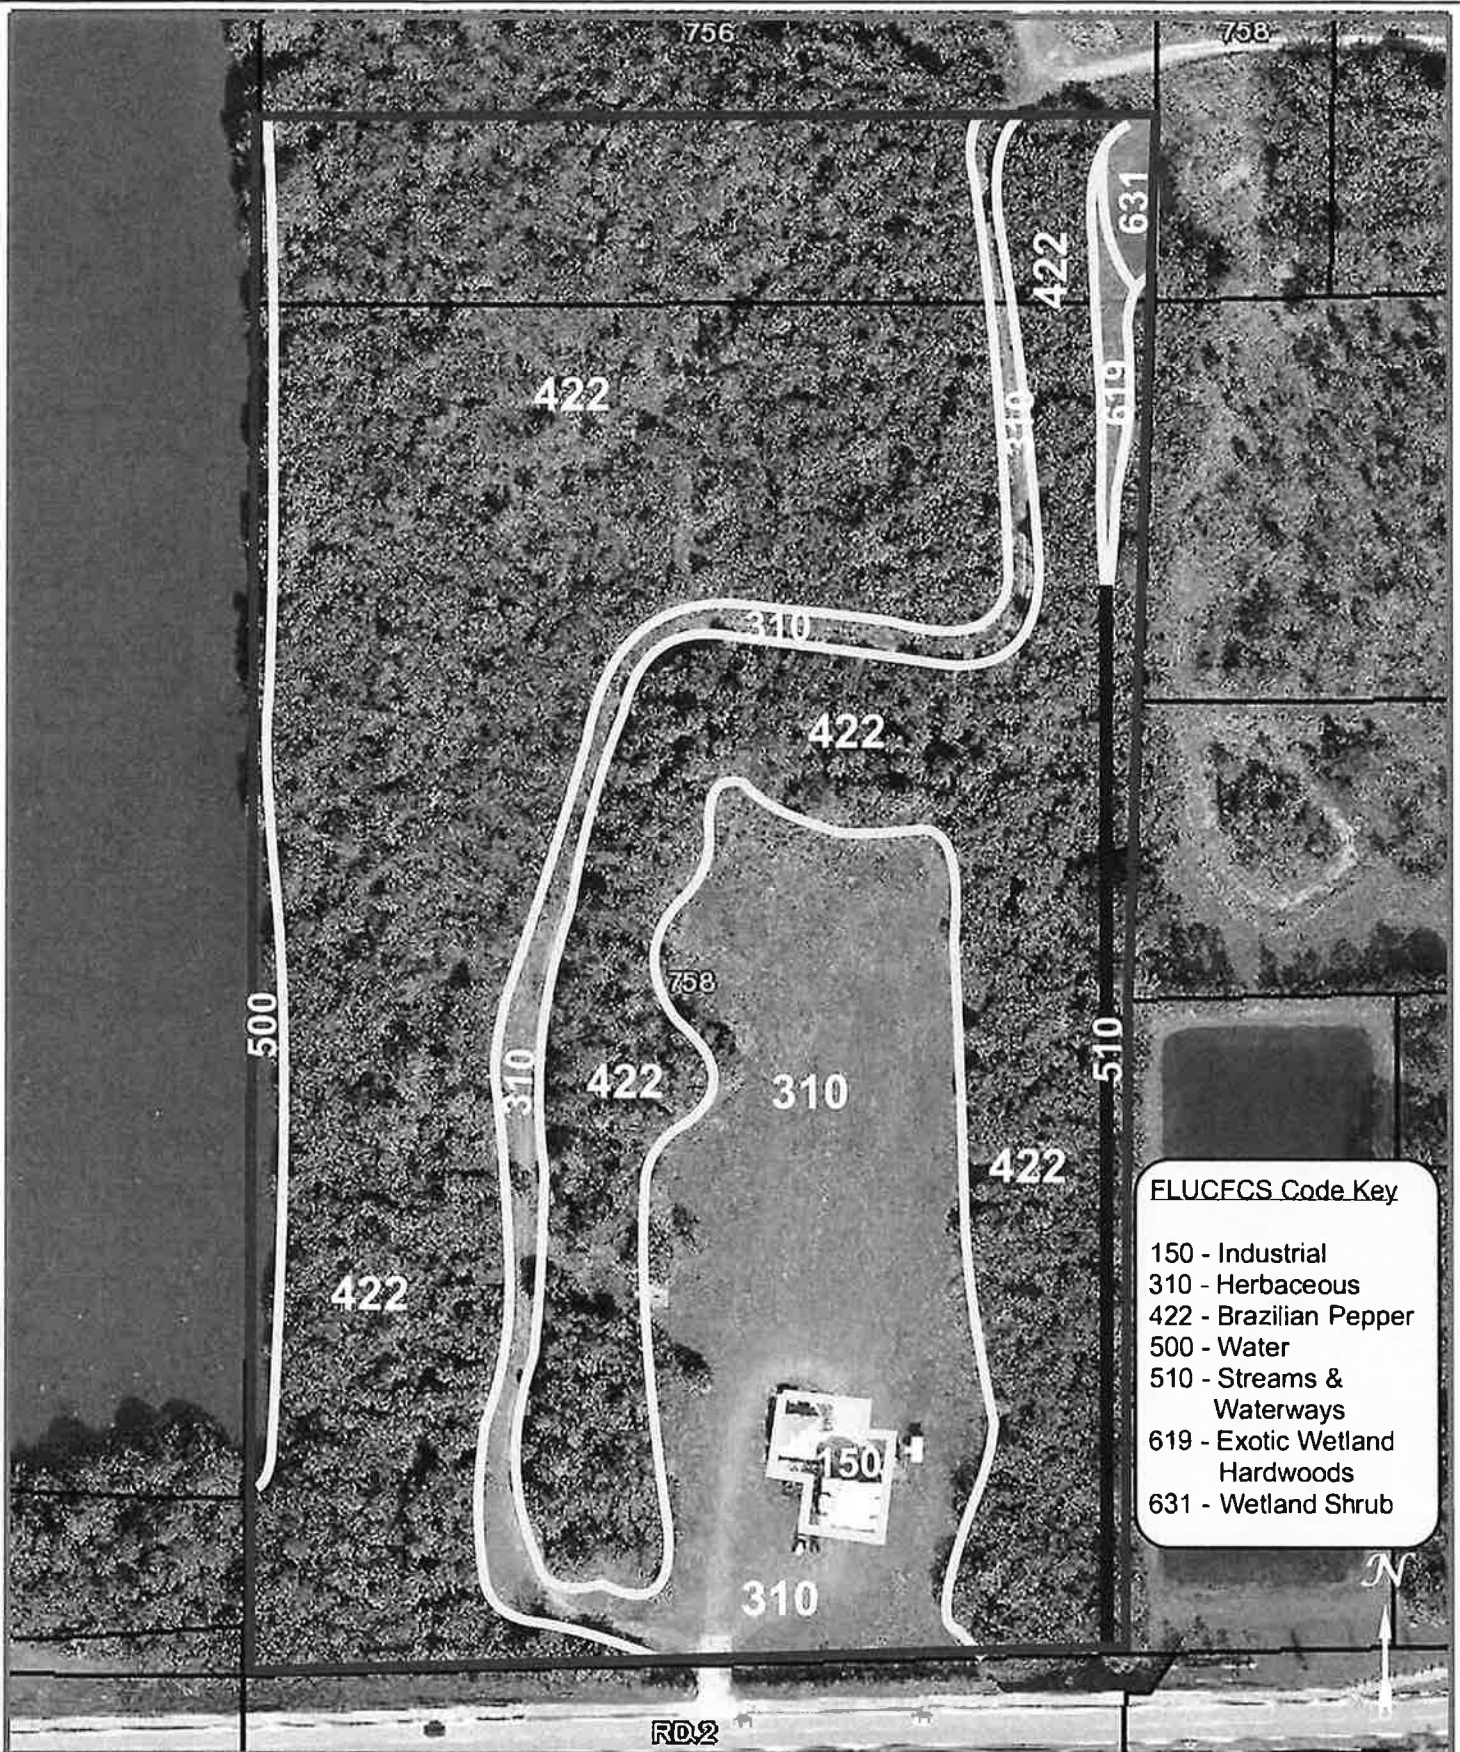 756
758
631
422
422
310
619
310
422
758
500
510
310
422
310
422
422
FLUCFCS Code Key
150 - Industrial
310 - Herbaceous
422 - Brazilian Pepper
500 - Water
510 - Streams &
Waterways
619 - Exotic Wetland
Hardwoods
631 - Wetland Shrub
150
N
310
RD.2